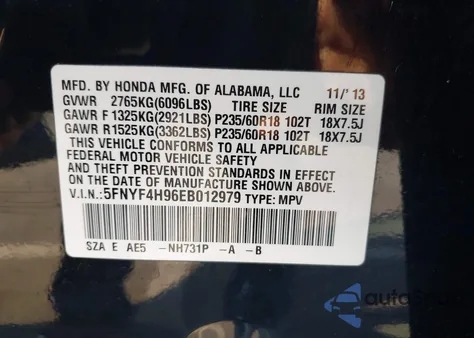 MFD. BY HONDA MFG. OF ALABAMA, LLC 11/'13
GVWR 2765KG(6096LBS) TIRE SIZE RIM SIZE
GAWR F 1325KG(2921LBS) P235/60R18 102T 18X7.5J
GAWR R 1525KG(3362LBS) P235/60R18 102T 18X7.5J
THIS VEHICLE CONFORMS TO ALL APPLICABLE
FEDERAL MOTOR VEHICLE SAFETY
AND THEFT PREVENTION STANDARDS IN EFFECT
ON THE DATE OF MANUFACTURE SHOWN ABOVE.
V.I.N.:5FNYF4H96EB012979 TYPE: MPV
SZA E AE5 -NH731P -A -B